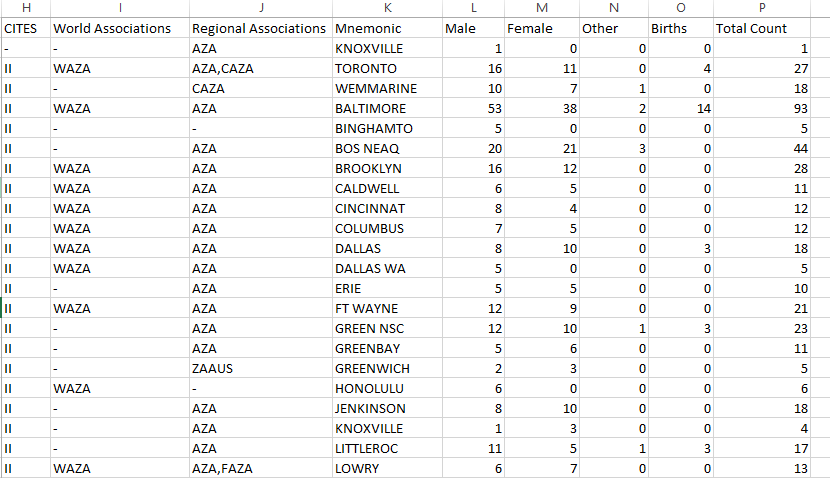 H I J K L M N O P
CITES World Associations Regional Associations Mnemonic Male Female Other Births Total Count
- - AZA KNOXVILLE 1 0 0 0 1
II WAZA AZA,CAZA TORONTO 16 11 0 4 27
II - CAZA WEMMARINE 10 7 1 0 18
II WAZA AZA BALTIMORE 53 38 2 14 93
II - - BINGHAMTO 5 0 0 0 5
II - AZA BOS NEAQ 20 21 3 0 44
II WAZA AZA BROOKLYN 16 12 0 0 28
II WAZA AZA CALDWELL 6 5 0 0 11
II WAZA AZA CINCINNAT 8 4 0 0 12
II WAZA AZA COLUMBUS 7 5 0 0 12
II WAZA AZA DALLAS 8 10 0 3 18
II WAZA AZA DALLAS WA 5 0 0 0 5
II - AZA ERIE 5 5 0 0 10
II WAZA AZA FT WAYNE 12 9 0 0 21
II - AZA GREEN NSC 12 10 1 3 23
II - AZA GREENBAY 5 6 0 0 11
II - ZAAUS GREENWICH 2 3 0 0 5
II WAZA - HONOLULU 6 0 0 0 6
II - AZA JENKINSON 8 10 0 0 18
II - AZA KNOXVILLE 1 3 0 0 4
II - AZA LITTLEROC 11 5 1 3 17
II WAZA AZA,FAZA LOWRY 6 7 0 0 13